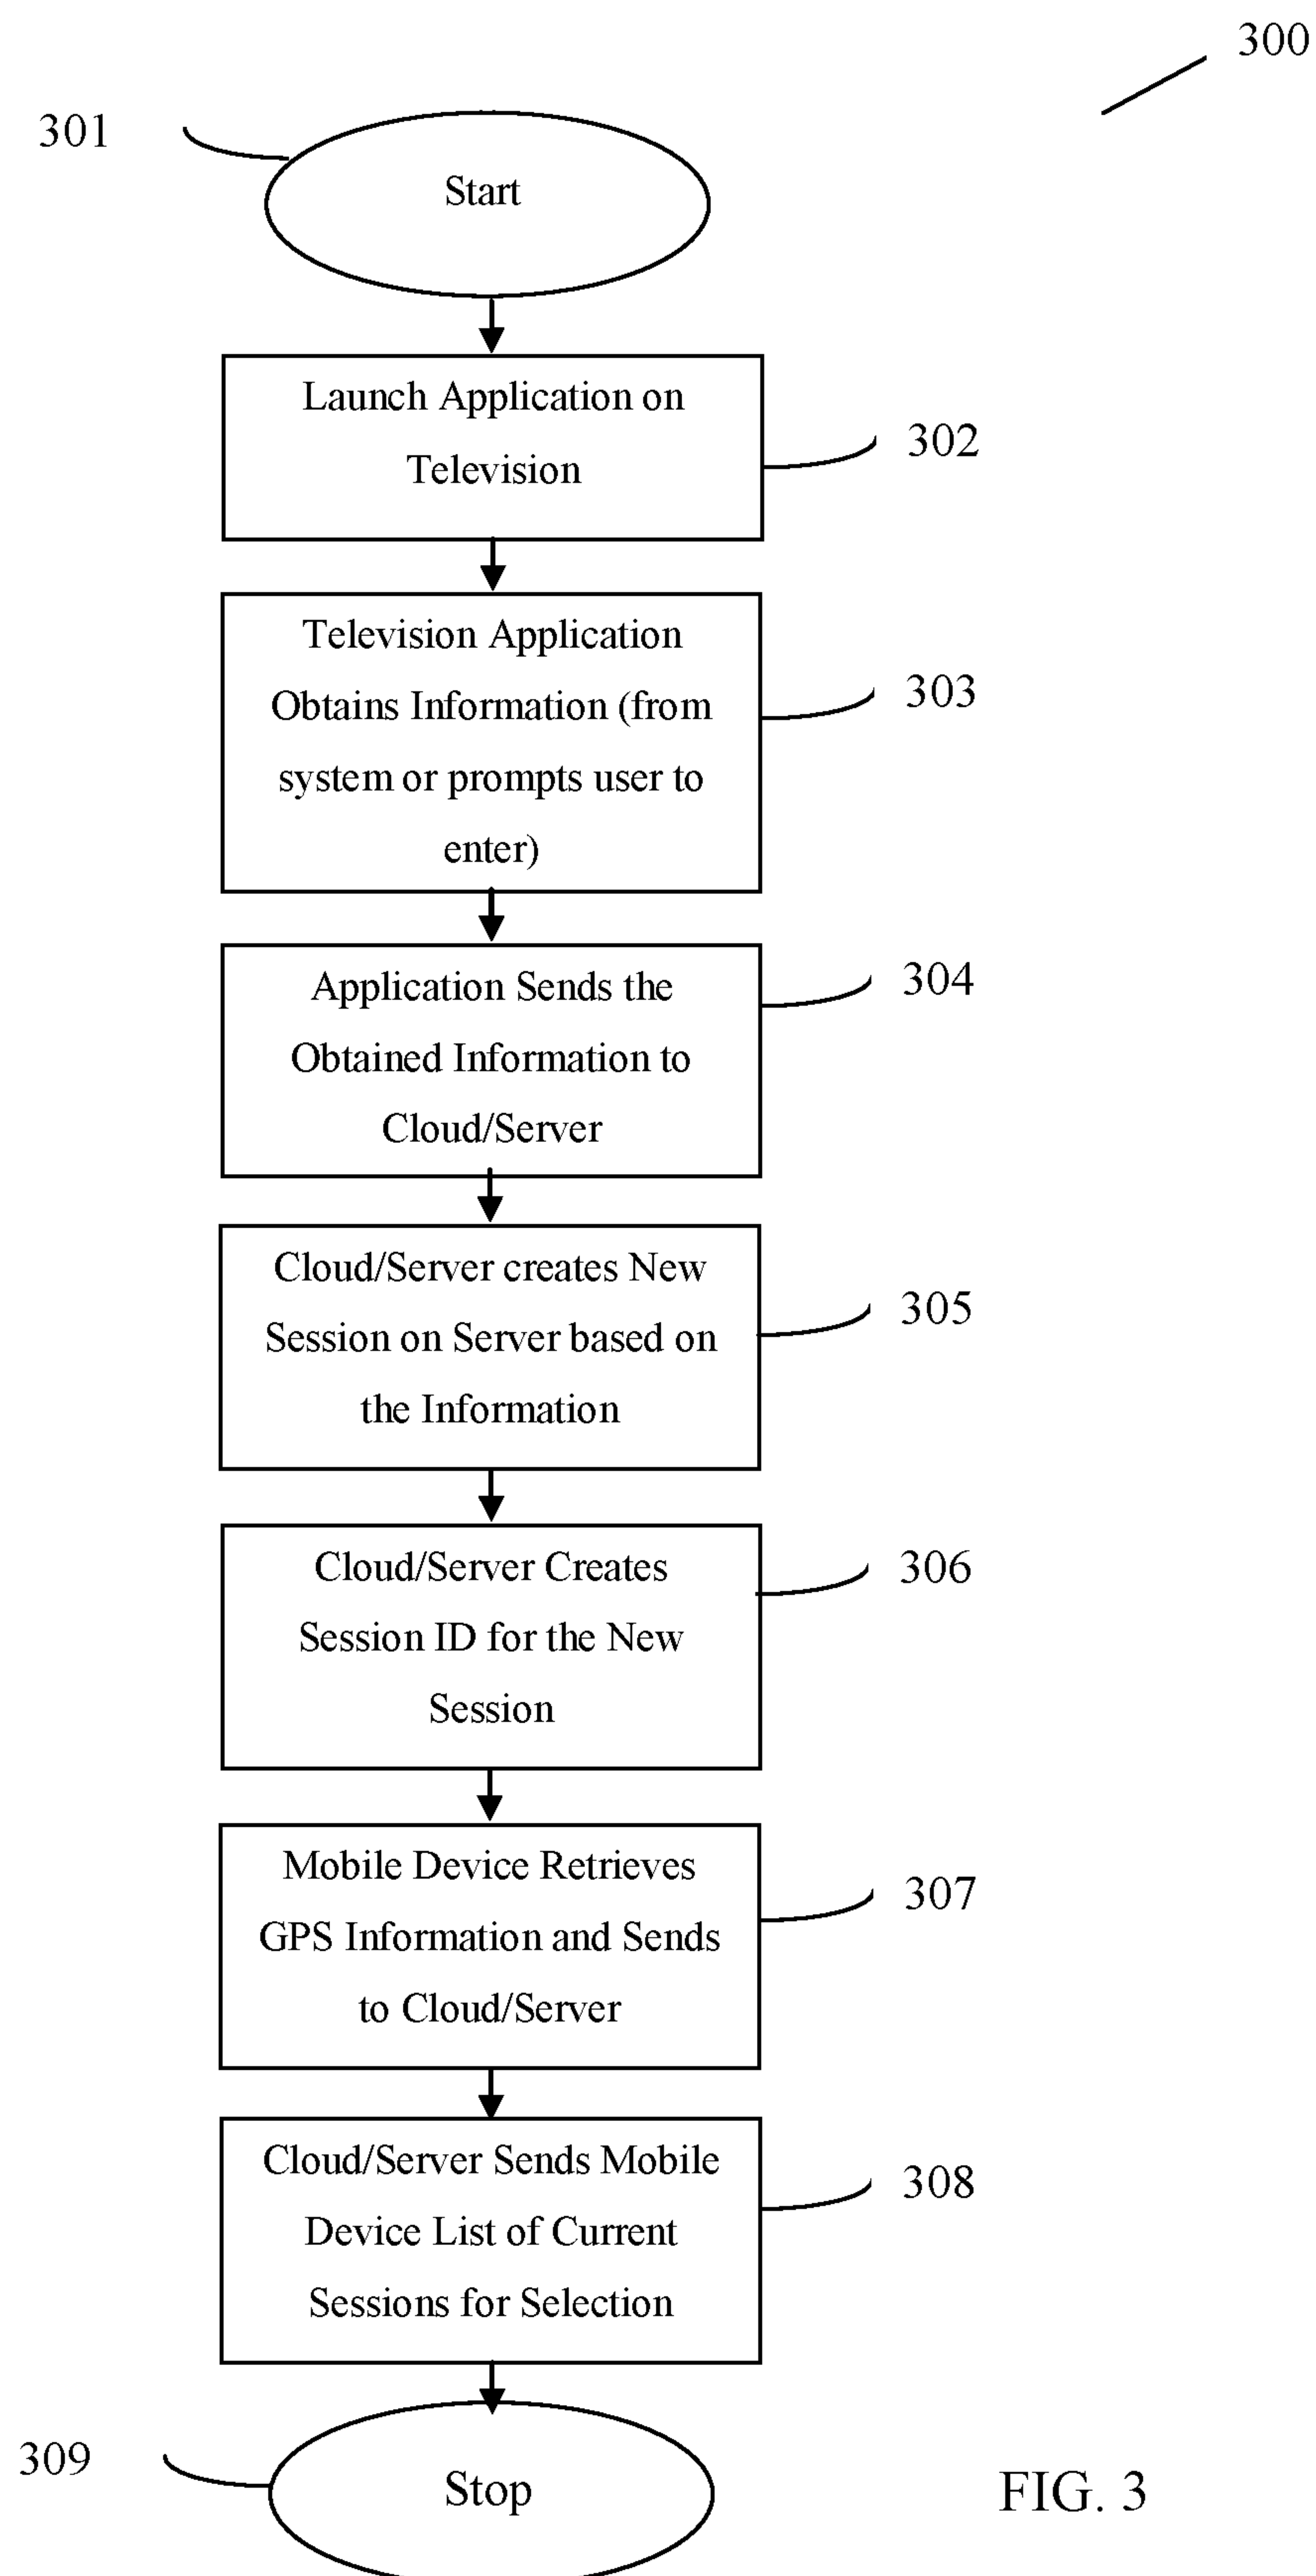 300
301
Start
Launch Application on
Television
302
Television Application
Obtains Information (from
system or prompts user to
enter)
303
Application Sends the
Obtained Information to
Cloud/Server
304
Cloud/Server creates New
Session on Server based on
the Information
305
Cloud/Server Creates
Session ID for the New
Session
306
Mobile Device Retrieves
GPS Information and Sends
to Cloud/Server
307
Cloud/Server Sends Mobile
Device List of Current
Sessions for Selection
308
309
Stop
FIG. 3